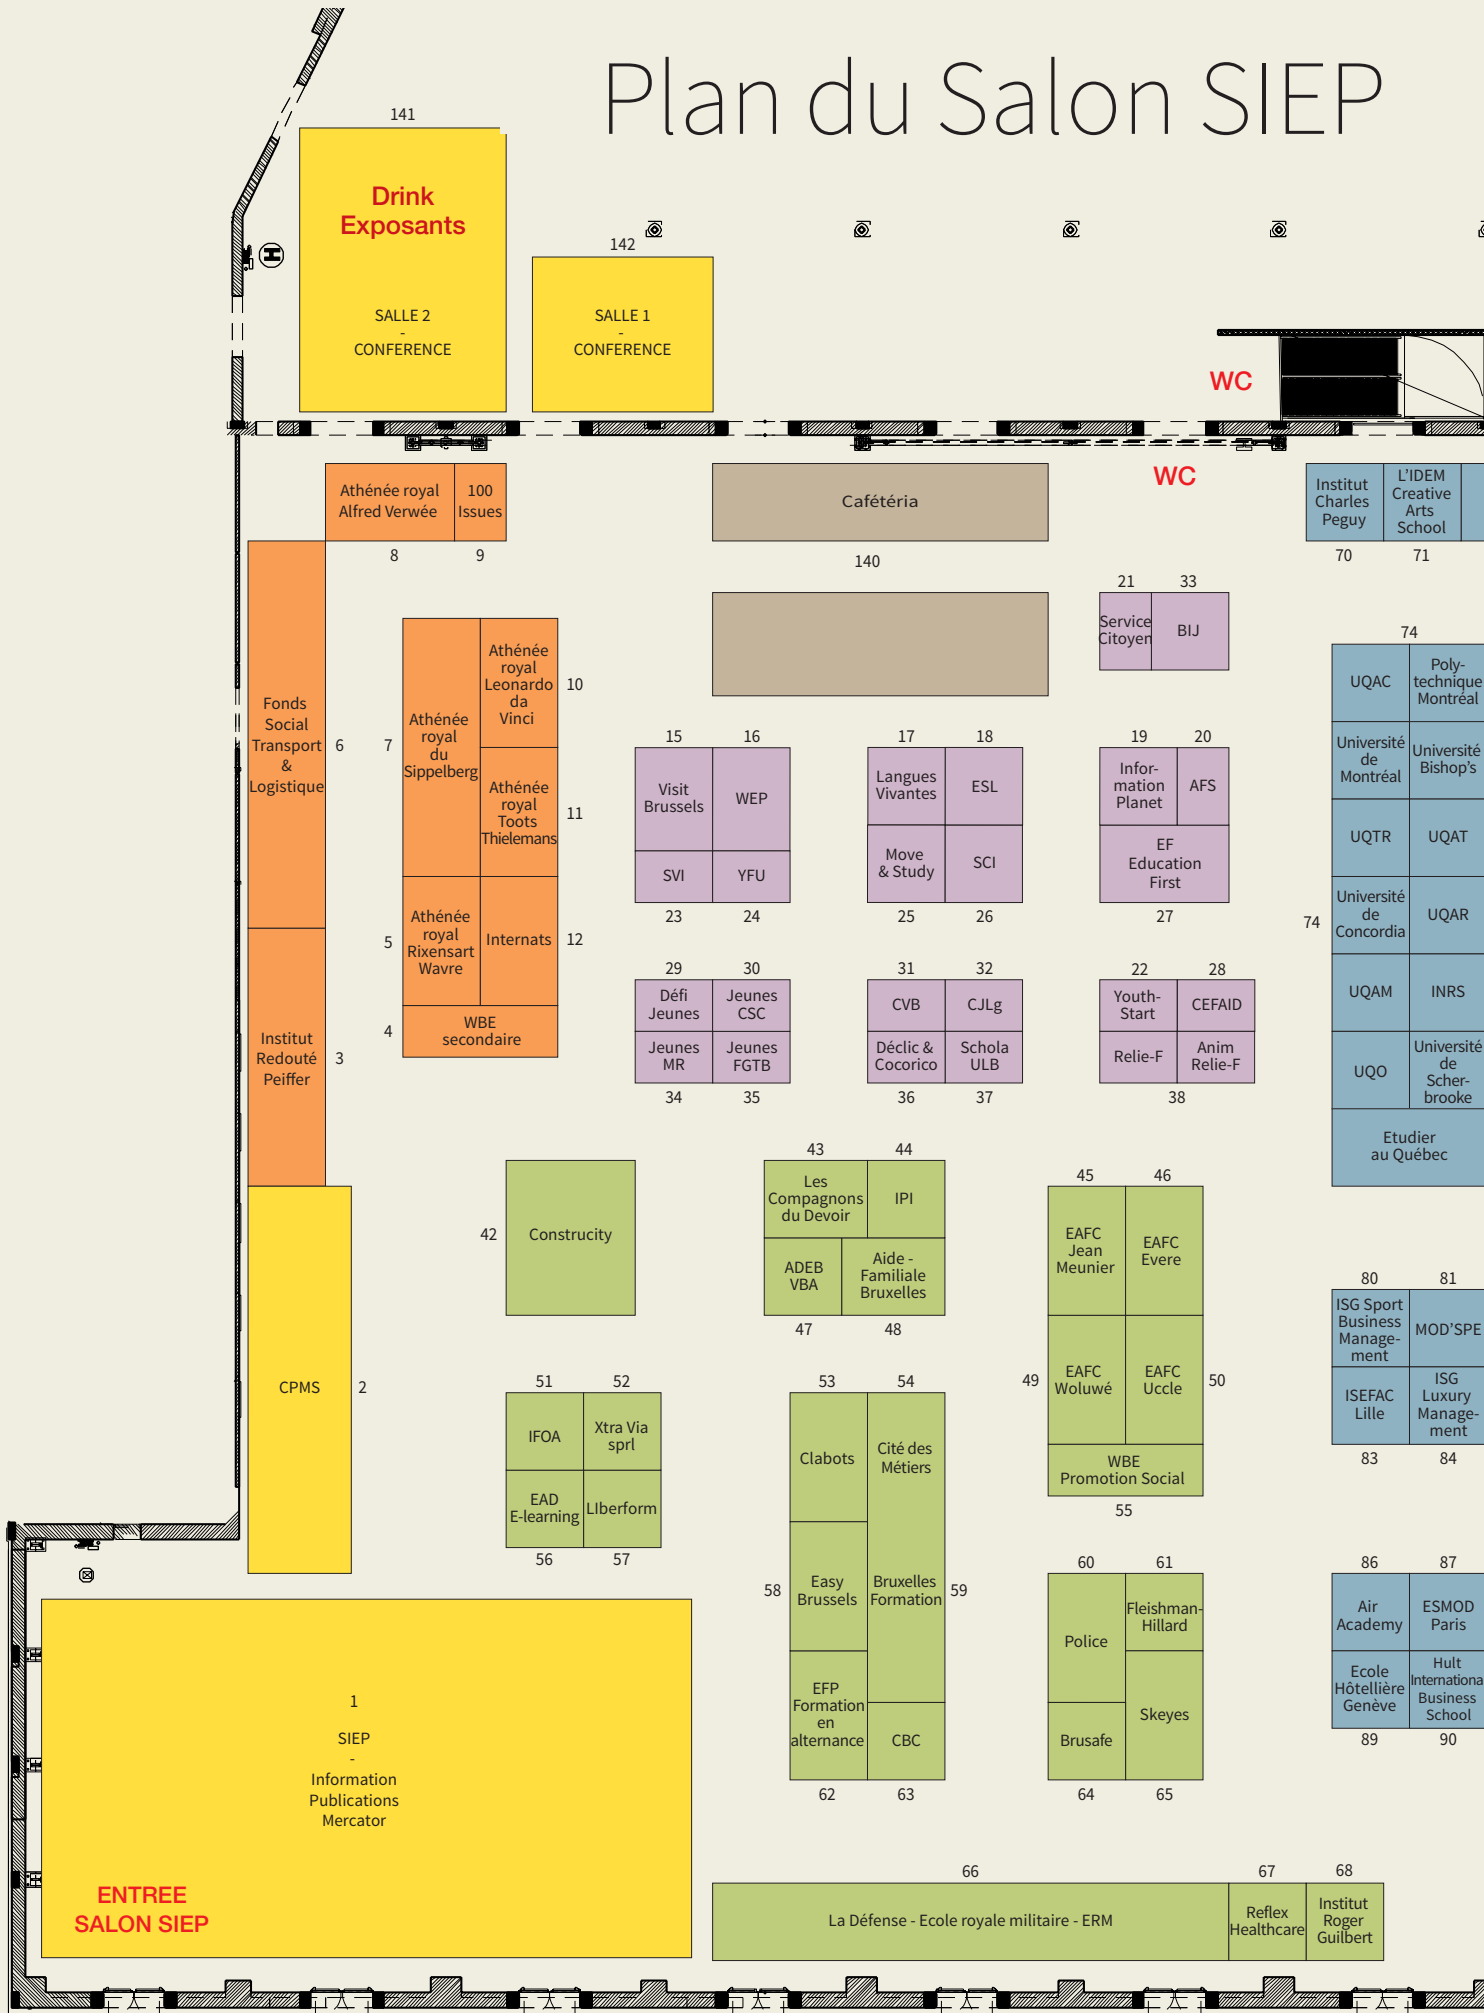 Plan du Salon SIEP
141
Drink
Exposants
SALLE 2
-
CONFERENCE
142
SALLE 1
-
CONFERENCE
H
WC
WC
Athénée royal
Alfred Verwée
100
Issues
8
9
Cafétéria
140
Institut
Charles
Peguy
L'IDEM
Creative
Arts
School
70
71
21
33
Service
Citoyen
BIJ
Fonds
Social
Transport
&
Logistique
6
7
Athénée
royal
du
Sippelberg
Athénée
royal
Leonardo
da
Vinci
10
Athénée
royal
Toots
Thielemans
11
5
Athénée
royal
Rixensart
Wavre
Internats
12
4
WBE
secondaire
Institut
Redouté
Peiffer
3
15
16
Visit
Brussels
WEP
SVI
YFU
23
24
17
18
Langues
Vivantes
ESL
Move
& Study
SCI
25
26
19
20
Infor-
mation
Planet
AFS
EF
Education
First
27
29
30
Défi
Jeunes
Jeunes
CSC
Jeunes
MR
Jeunes
FGTB
34
35
31
32
CVB
CJLg
Déclic &
Cocorico
Schola
ULB
36
37
22
28
Youth-
Start
CEFAID
Relie-F
Anim
Relie-F
38
74
UQAC
Poly-
technique
Montréal
Université
de
Montréal
Université
Bishop's
UQTR
UQAT
74
Université
de
Concordia
UQAR
UQAM
INRS
UQO
Université
de
Scher-
brooke
Etudier
au Québec
CPMS
2
42
Construcity
43
44
Les
Compagnons
du Devoir
IPI
ADEB
VBA
Aide -
Familiale
Bruxelles
47
48
45
46
EAFC
Jean
Meunier
EAFC
Evere
49
EAFC
Woluwé
EAFC
Uccle
50
WBE
Promotion Social
55
80
81
ISG Sport
Business
Manage-
ment
MOD'SPE
ISEFAC
Lille
ISG
Luxury
Manage-
ment
83
84
51
52
IFOA
Xtra Via
sprl
EAD
E-learning
LIberform
56
57
53
54
Clabots
Cité des
Métiers
58
Easy
Brussels
Bruxelles
Formation
59
EFP
Formation
en
alternance
CBC
62
63
60
61
Police
Fleishman-
Hillard
Brusafe
Skeyes
64
65
86
87
Air
Academy
ESMOD
Paris
Ecole
Hôtellière
Genève
Hult
Internationa
Business
School
89
90
1
SIEP
-
Information
Publications
Mercator
ENTREE
SALON SIEP
66
67
68
La Défense - Ecole royale militaire - ERM
Reflex
Healthcare
Institut
Roger
Guilbert